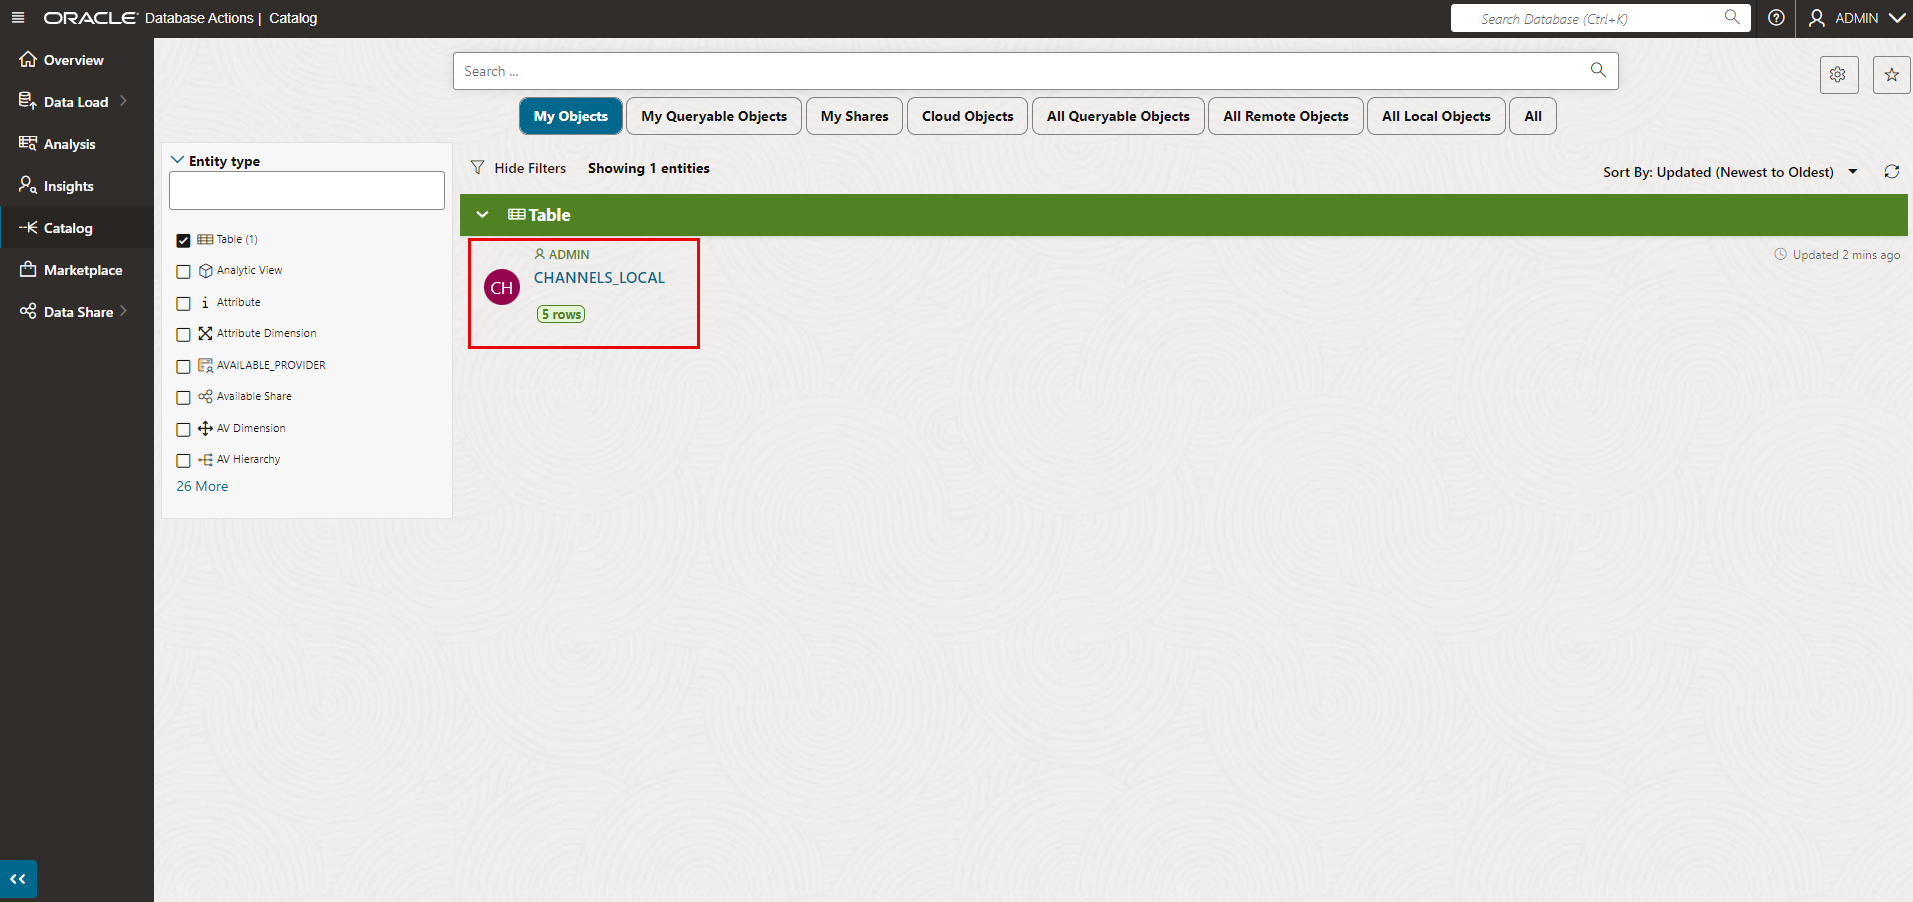 ORACLE Database Actions | Catalog
Search Database (Ctrl+K)
ADMIN
Overview
Data Load
Analysis
Insights
Catalog
Marketplace
Data Share
Search ...
My Objects
My Queryable Objects
My Shares
Cloud Objects
All Queryable Objects
All Remote Objects
All Local Objects
All
Entity type
Table (1)
Analytic View
Attribute
Attribute Dimension
AVAILABLE_PROVIDER
Available Share
AV Dimension
AV Hierarchy
26 More
Hide Filters
Showing 1 entities
Sort By: Updated (Newest to Oldest)
Table
ADMIN
CH
CHANNELS_LOCAL
5 rows
Updated 2 mins ago